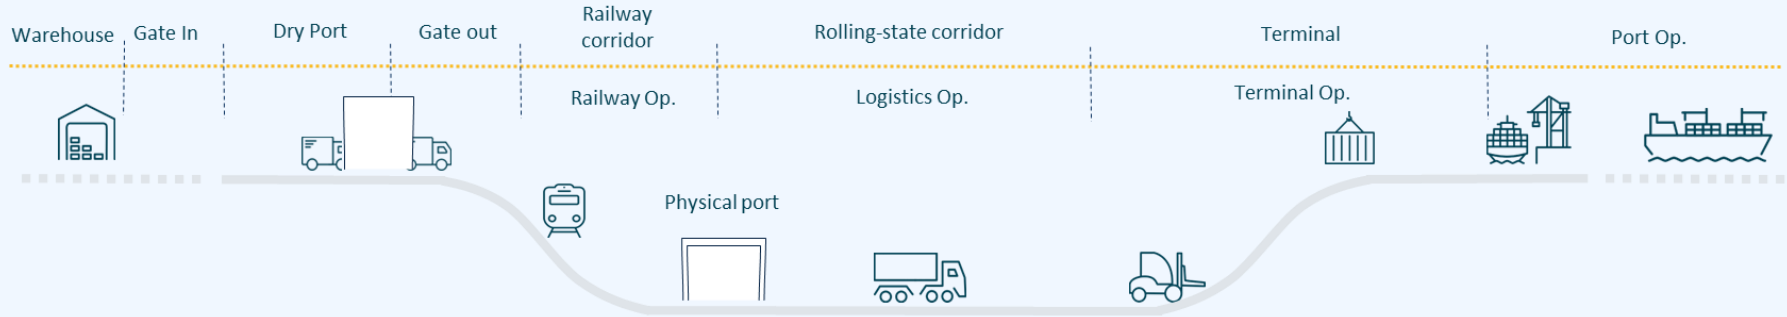 Warehouse
Gate In
Dry Port
Gate out
Railway
corridor
Rolling-state corridor
Terminal
Port Op.
Railway Op.
Logistics Op.
Terminal Op.
Physical port